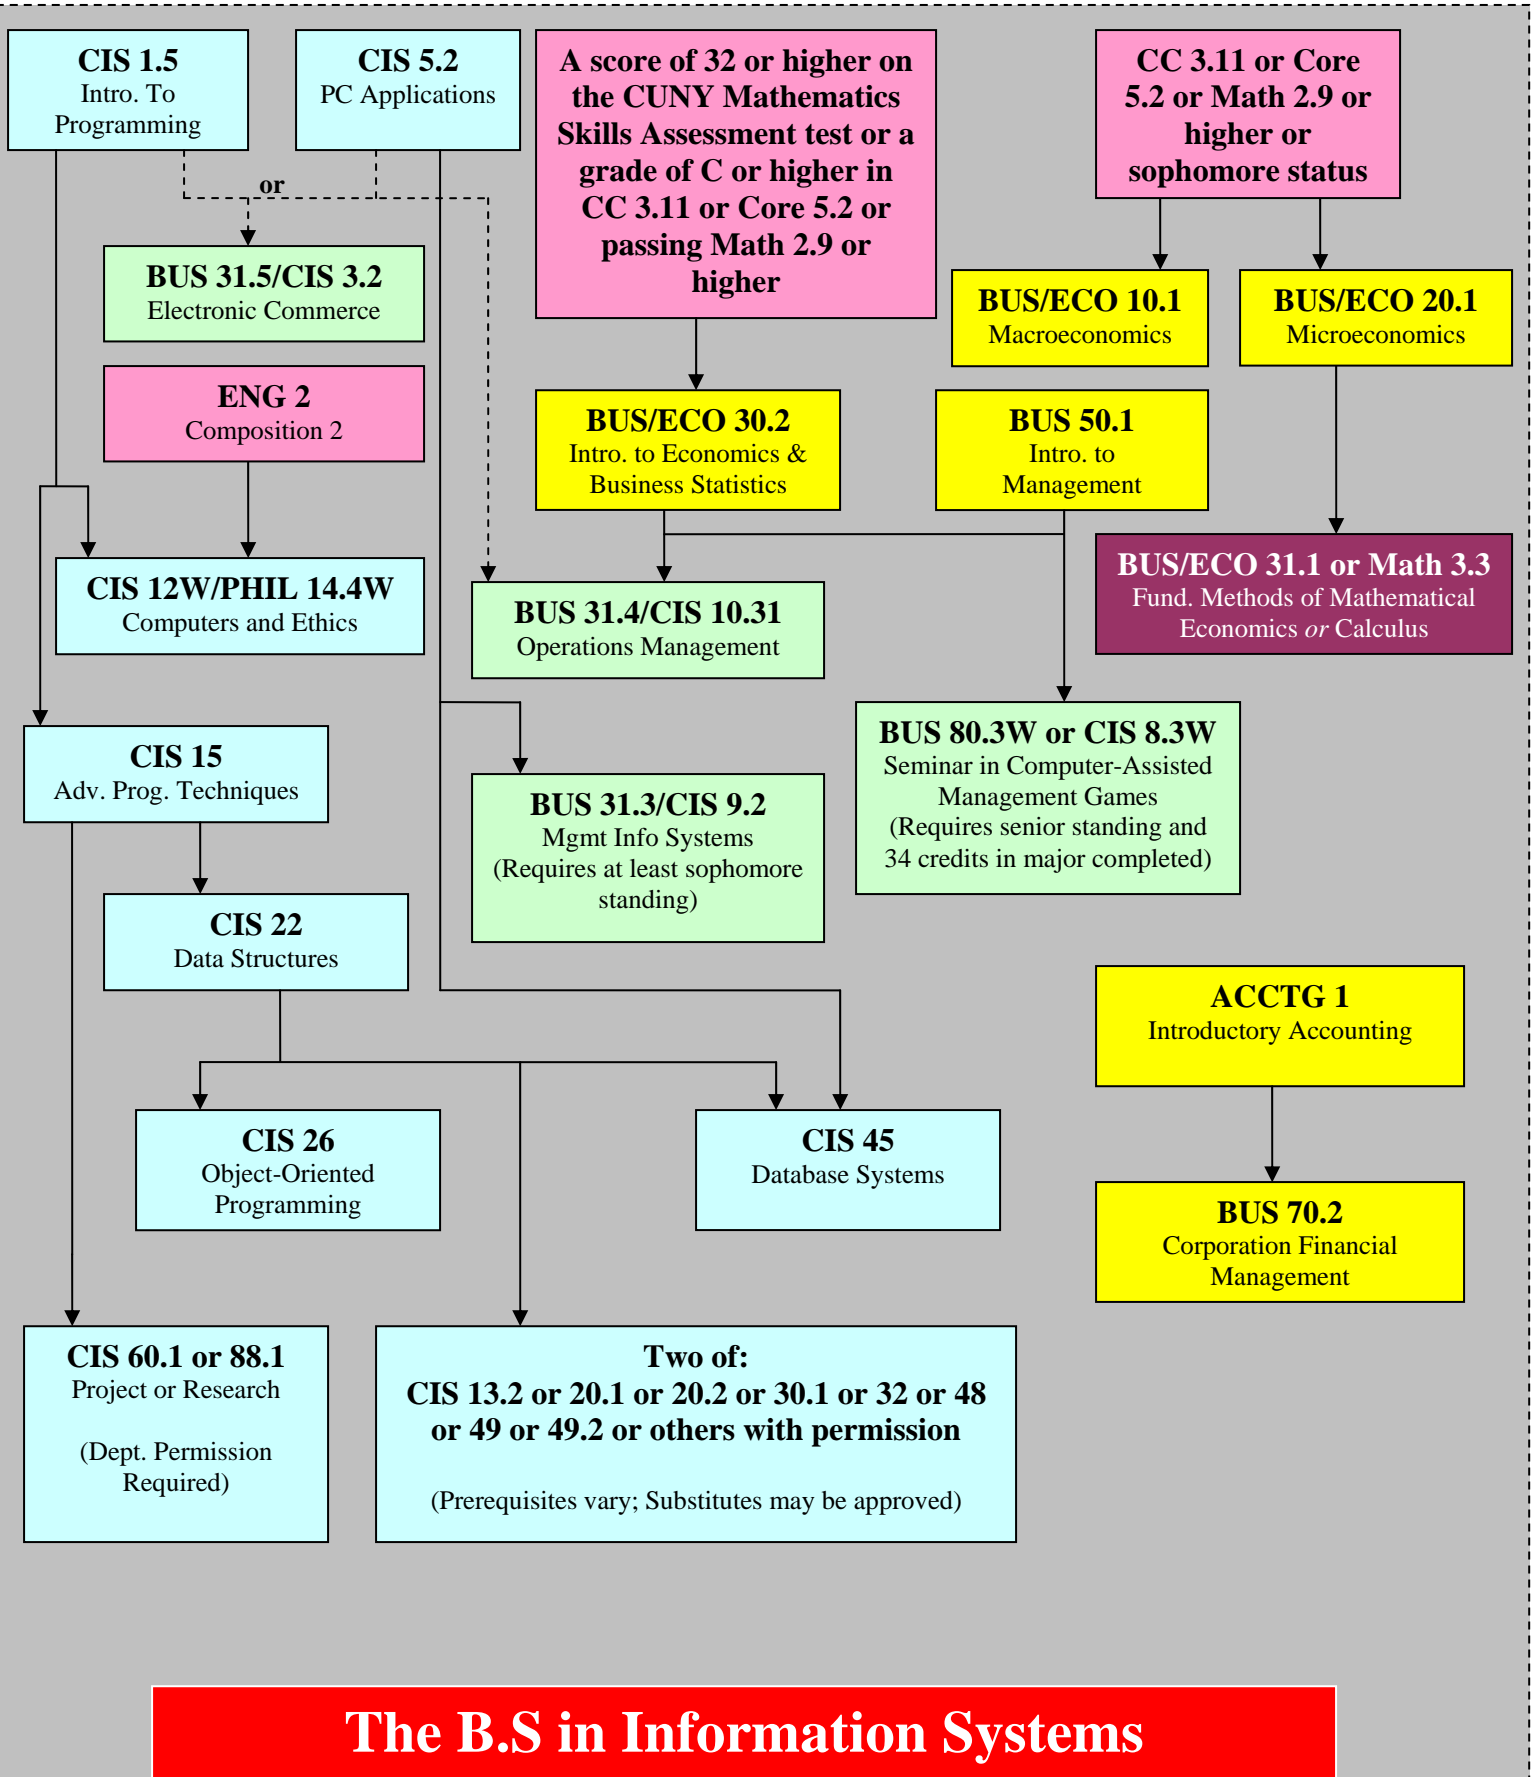 CIS 1.5
Intro. To
Programming
CIS 5.2
PC Applications
A score of 32 or higher on
the CUNY Mathematics
Skills Assessment test or a
grade of C or higher in
CC 3.11 or Core 5.2 or
passing Math 2.9 or
higher
CC 3.11 or Core
5.2 or Math 2.9 or
higher or
sophomore status
or
BUS 31.5/CIS 3.2
Electronic Commerce
BUS/ECO 10.1
Macroeconomics
BUS/ECO 20.1
Microeconomics
ENG 2
Composition 2
BUS/ECO 30.2
Intro. to Economics &
Business Statistics
BUS 50.1
Intro. to
Management
CIS 12W/PHIL 14.4W
Computers and Ethics
BUS 31.4/CIS 10.31
Operations Management
BUS/ECO 31.1 or Math 3.3
Fund. Methods of Mathematical
Economics or Calculus
CIS 15
Adv. Prog. Techniques
BUS 31.3/CIS 9.2
Mgmt Info Systems
(Requires at least sophomore
standing)
BUS 80.3W or CIS 8.3W
Seminar in Computer-Assisted
Management Games
(Requires senior standing and
34 credits in major completed)
CIS 22
Data Structures
ACCTG 1
Introductory Accounting
CIS 26
Object-Oriented
Programming
CIS 45
Database Systems
BUS 70.2
Corporation Financial
Management
CIS 60.1 or 88.1
Project or Research
(Dept. Permission
Required)
Two of:
CIS 13.2 or 20.1 or 20.2 or 30.1 or 32 or 48
or 49 or 49.2 or others with permission
(Prerequisites vary; Substitutes may be approved)
The B.S in Information Systems